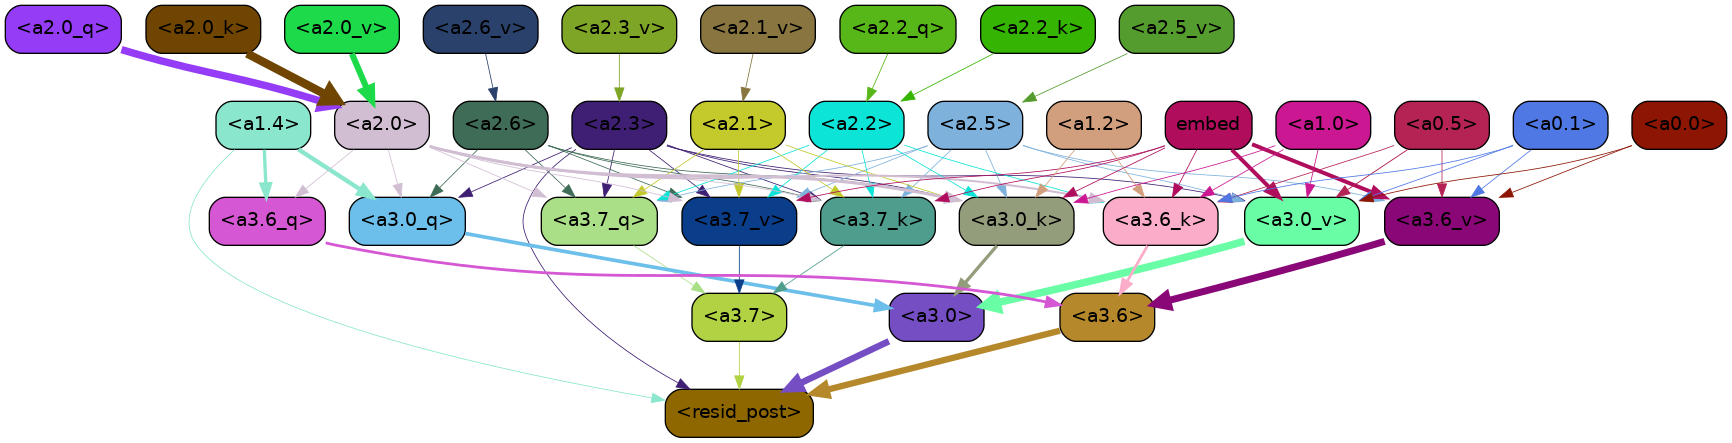 <a2.0_q> <a2.0_k> <a2.0_v> <a2.6_v> <a2.3_v> <a2.1_v> <a2.2_q> <a2.2_k> <a2.5_v>
<a1.4> <a2.0> <a2.6> <a2.3> <a2.1> <a2.2> <a2.5> <a1.2> embed <a1.0> <a0.5> <a0.1> <a0.0>
<a3.6_q> <a3.0_q> <a3.7_q> <a3.7_v> <a3.7_k> <a3.0_k> <a3.6_k> <a3.0_v> <a3.6_v>
<a3.7> <a3.0> <a3.6>
<resid_post>